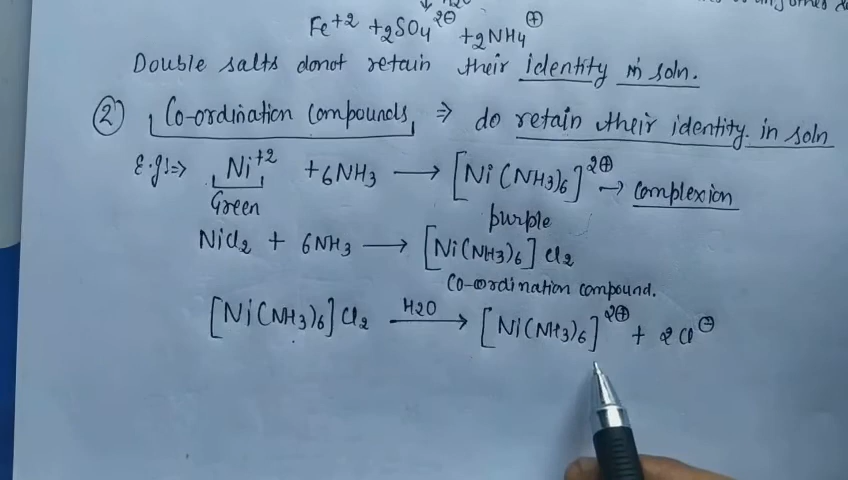 H2O
Fe+2 +2SO4 2⊖ +2NH4⊕
Double salts donot retain their identity in soln.
② Co-ordination compounds, ⇒ do retain their identity. in soln
E.g:⇒ Ni+2 +6NH3 ⟶ [Ni(NH3)6]2⊕ → Complexion
Green purple
NiCl2 + 6NH3 ⟶ [Ni(NH3)6]Cl2
Co-ordination compound.
[Ni(NH3)6]Cl2 H2O⟶ [Ni(NH3)6]2⊕ + 2Cl⊖